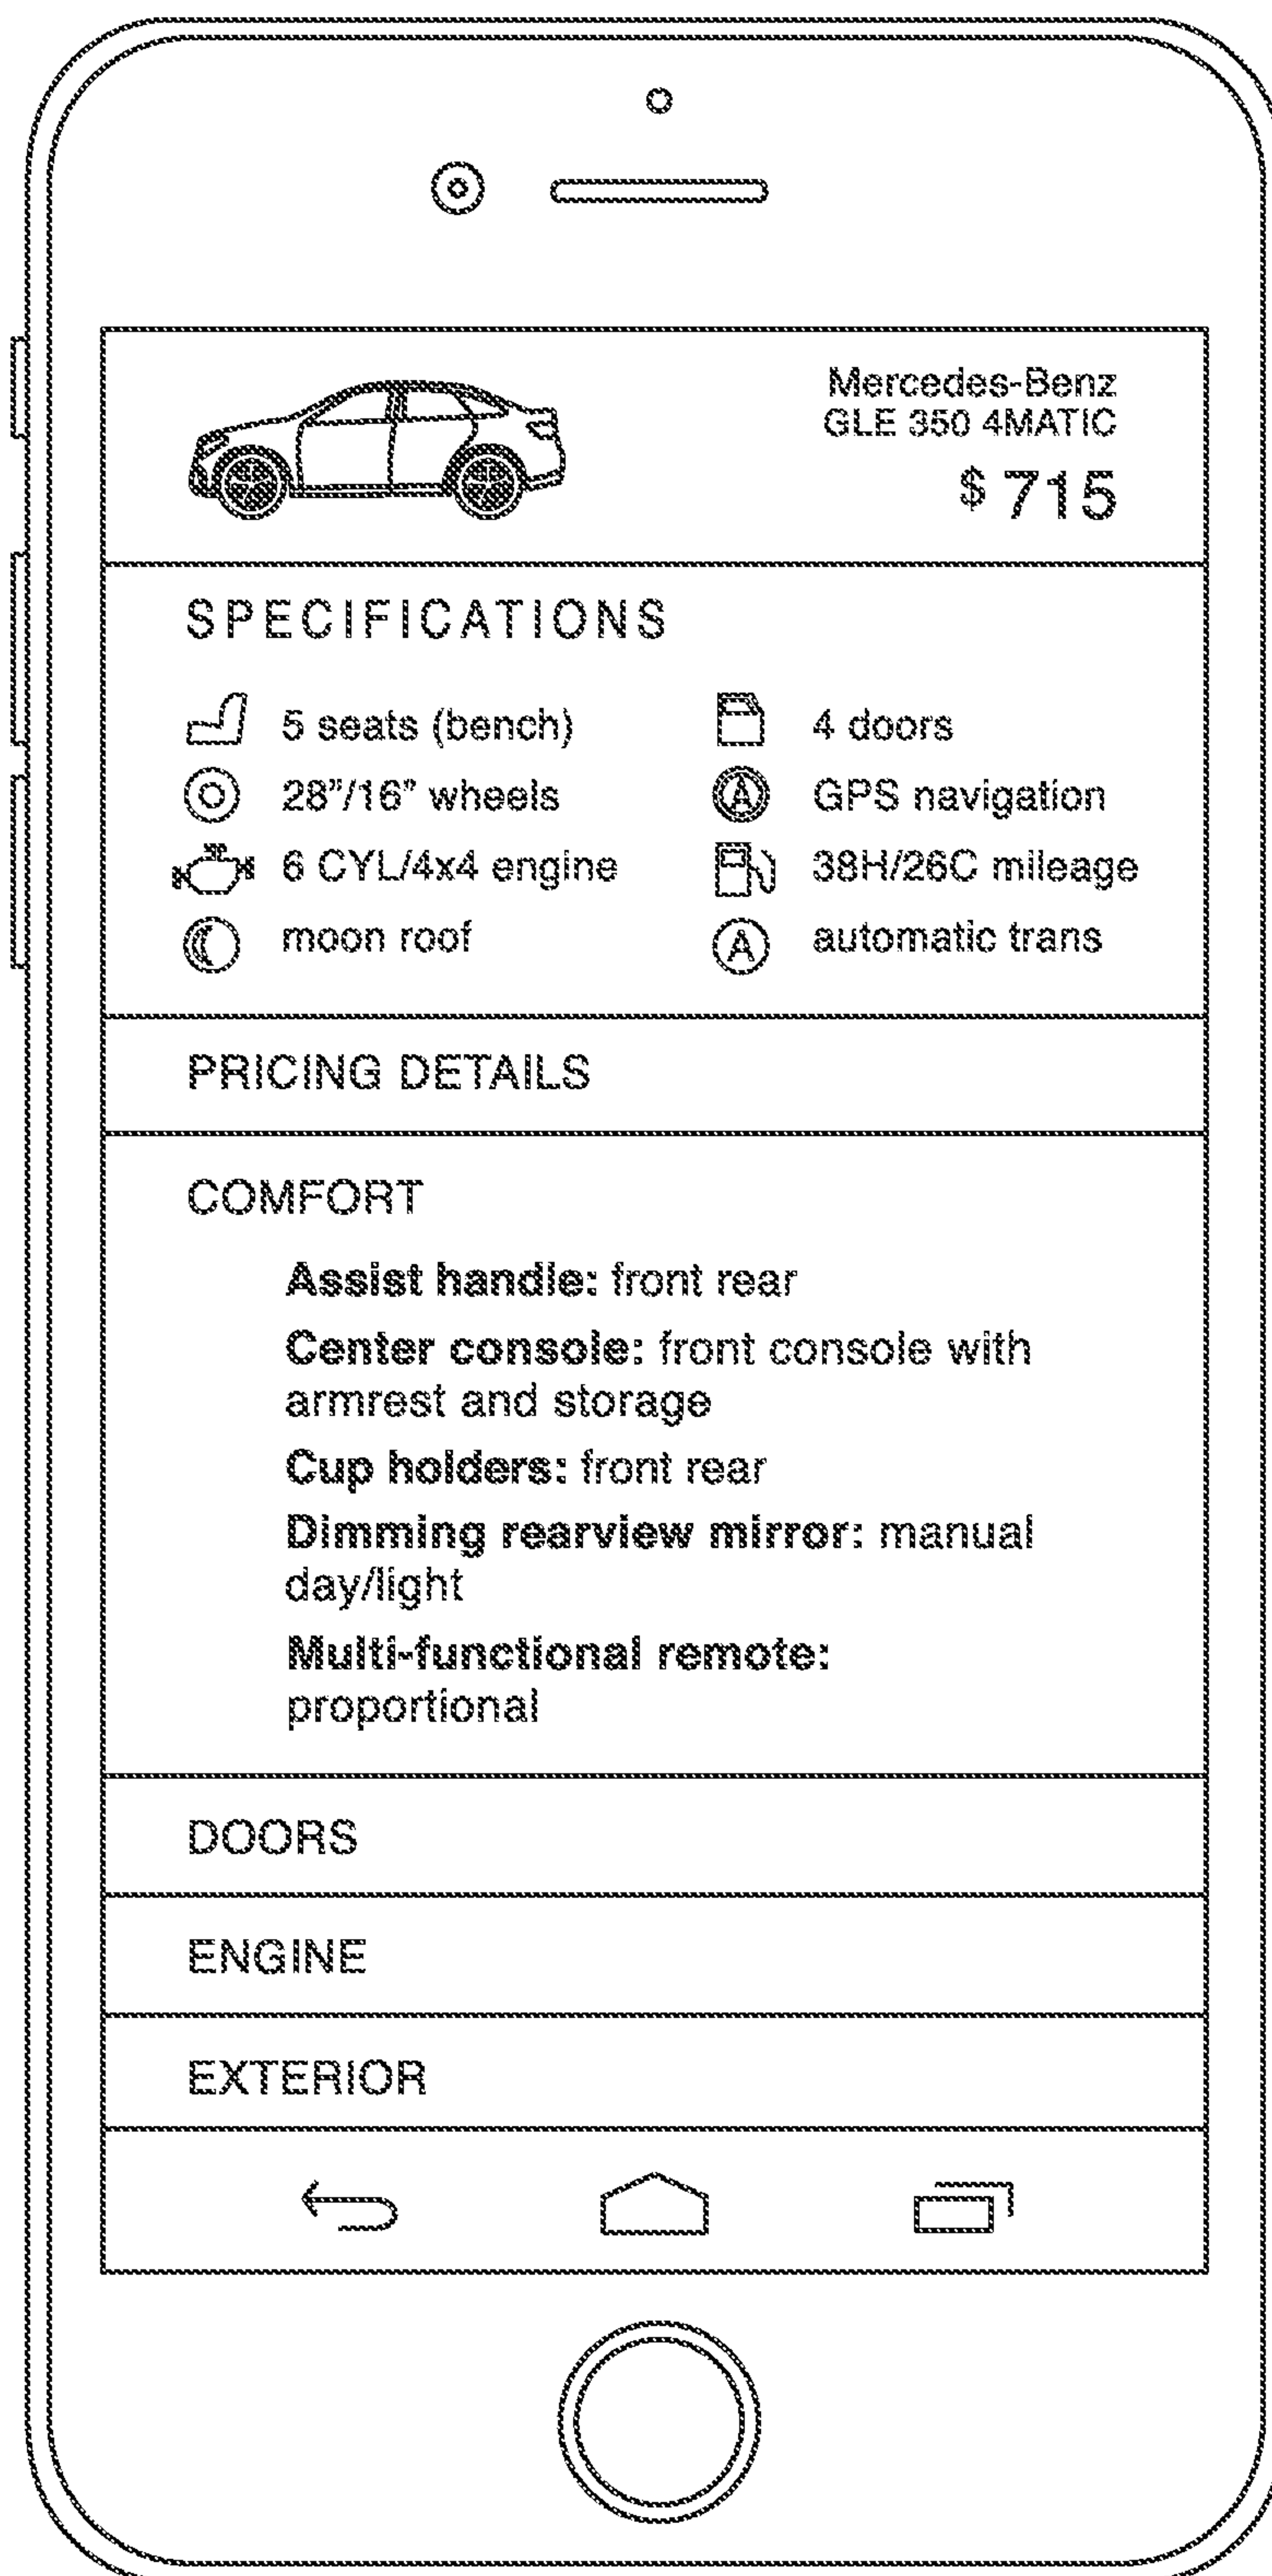 Mercedes-Benz
GLE 350 4MATIC
$ 715
SPECIFICATIONS
5 seats (bench)
4 doors
28”/16” wheels
GPS navigation
6 CYL/4x4 engine
38H/26C mileage
moon roof
A automatic trans
PRICING DETAILS
COMFORT
Assist handle: front rear
Center console: front console with
armrest and storage
Cup holders: front rear
Dimming rearview mirror: manual
day/light
Multi-functional remote:
proportional
DOORS
ENGINE
EXTERIOR